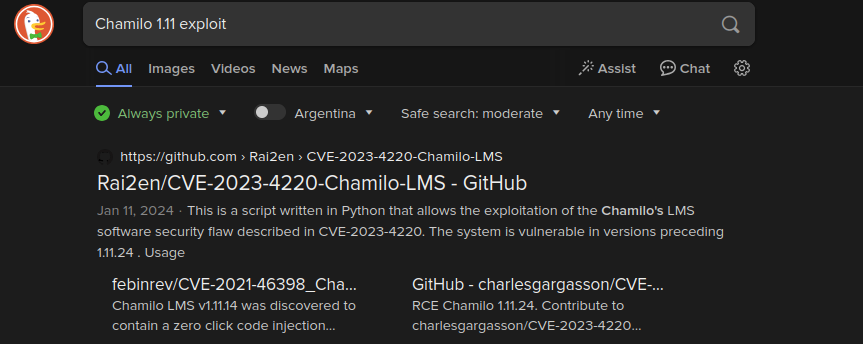 Chamilo 1.11 exploit
All Images Videos News Maps Assist Chat
Always private Argentina Safe search: moderate Any time
https://github.com › Rai2en › CVE-2023-4220-Chamilo-LMS
Rai2en/CVE-2023-4220-Chamilo-LMS - GitHub
Jan 11, 2024 · This is a script written in Python that allows the exploitation of the Chamilo's LMS
software security flaw described in CVE-2023-4220. The system is vulnerable in versions preceding
1.11.24 . Usage
febinrev/CVE-2021-46398_Cha...
Chamilo LMS v1.11.14 was discovered to
contain a zero click code injection...
GitHub - charlesgargasson/CVE-...
RCE Chamilo 1.11.24. Contribute to
charlesgargasson/CVE-2023-4220...